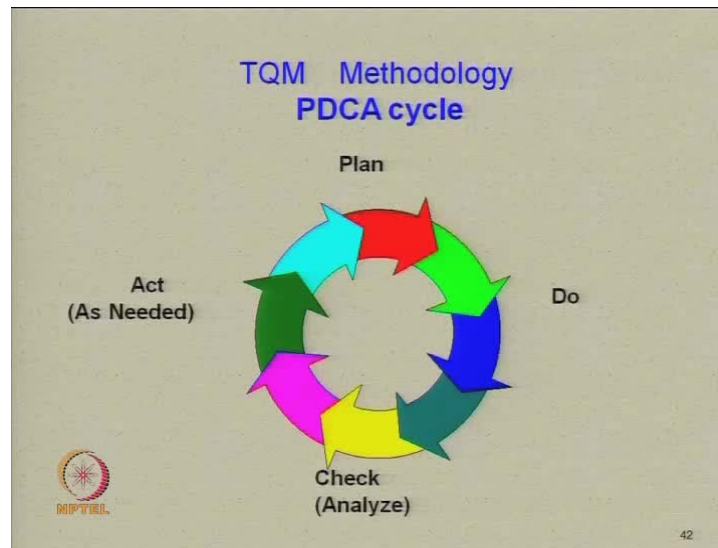 TQM Methodology
PDCA cycle
Plan
Do
Act
(As Needed)
Check
(Analyze)
NPTEL
42